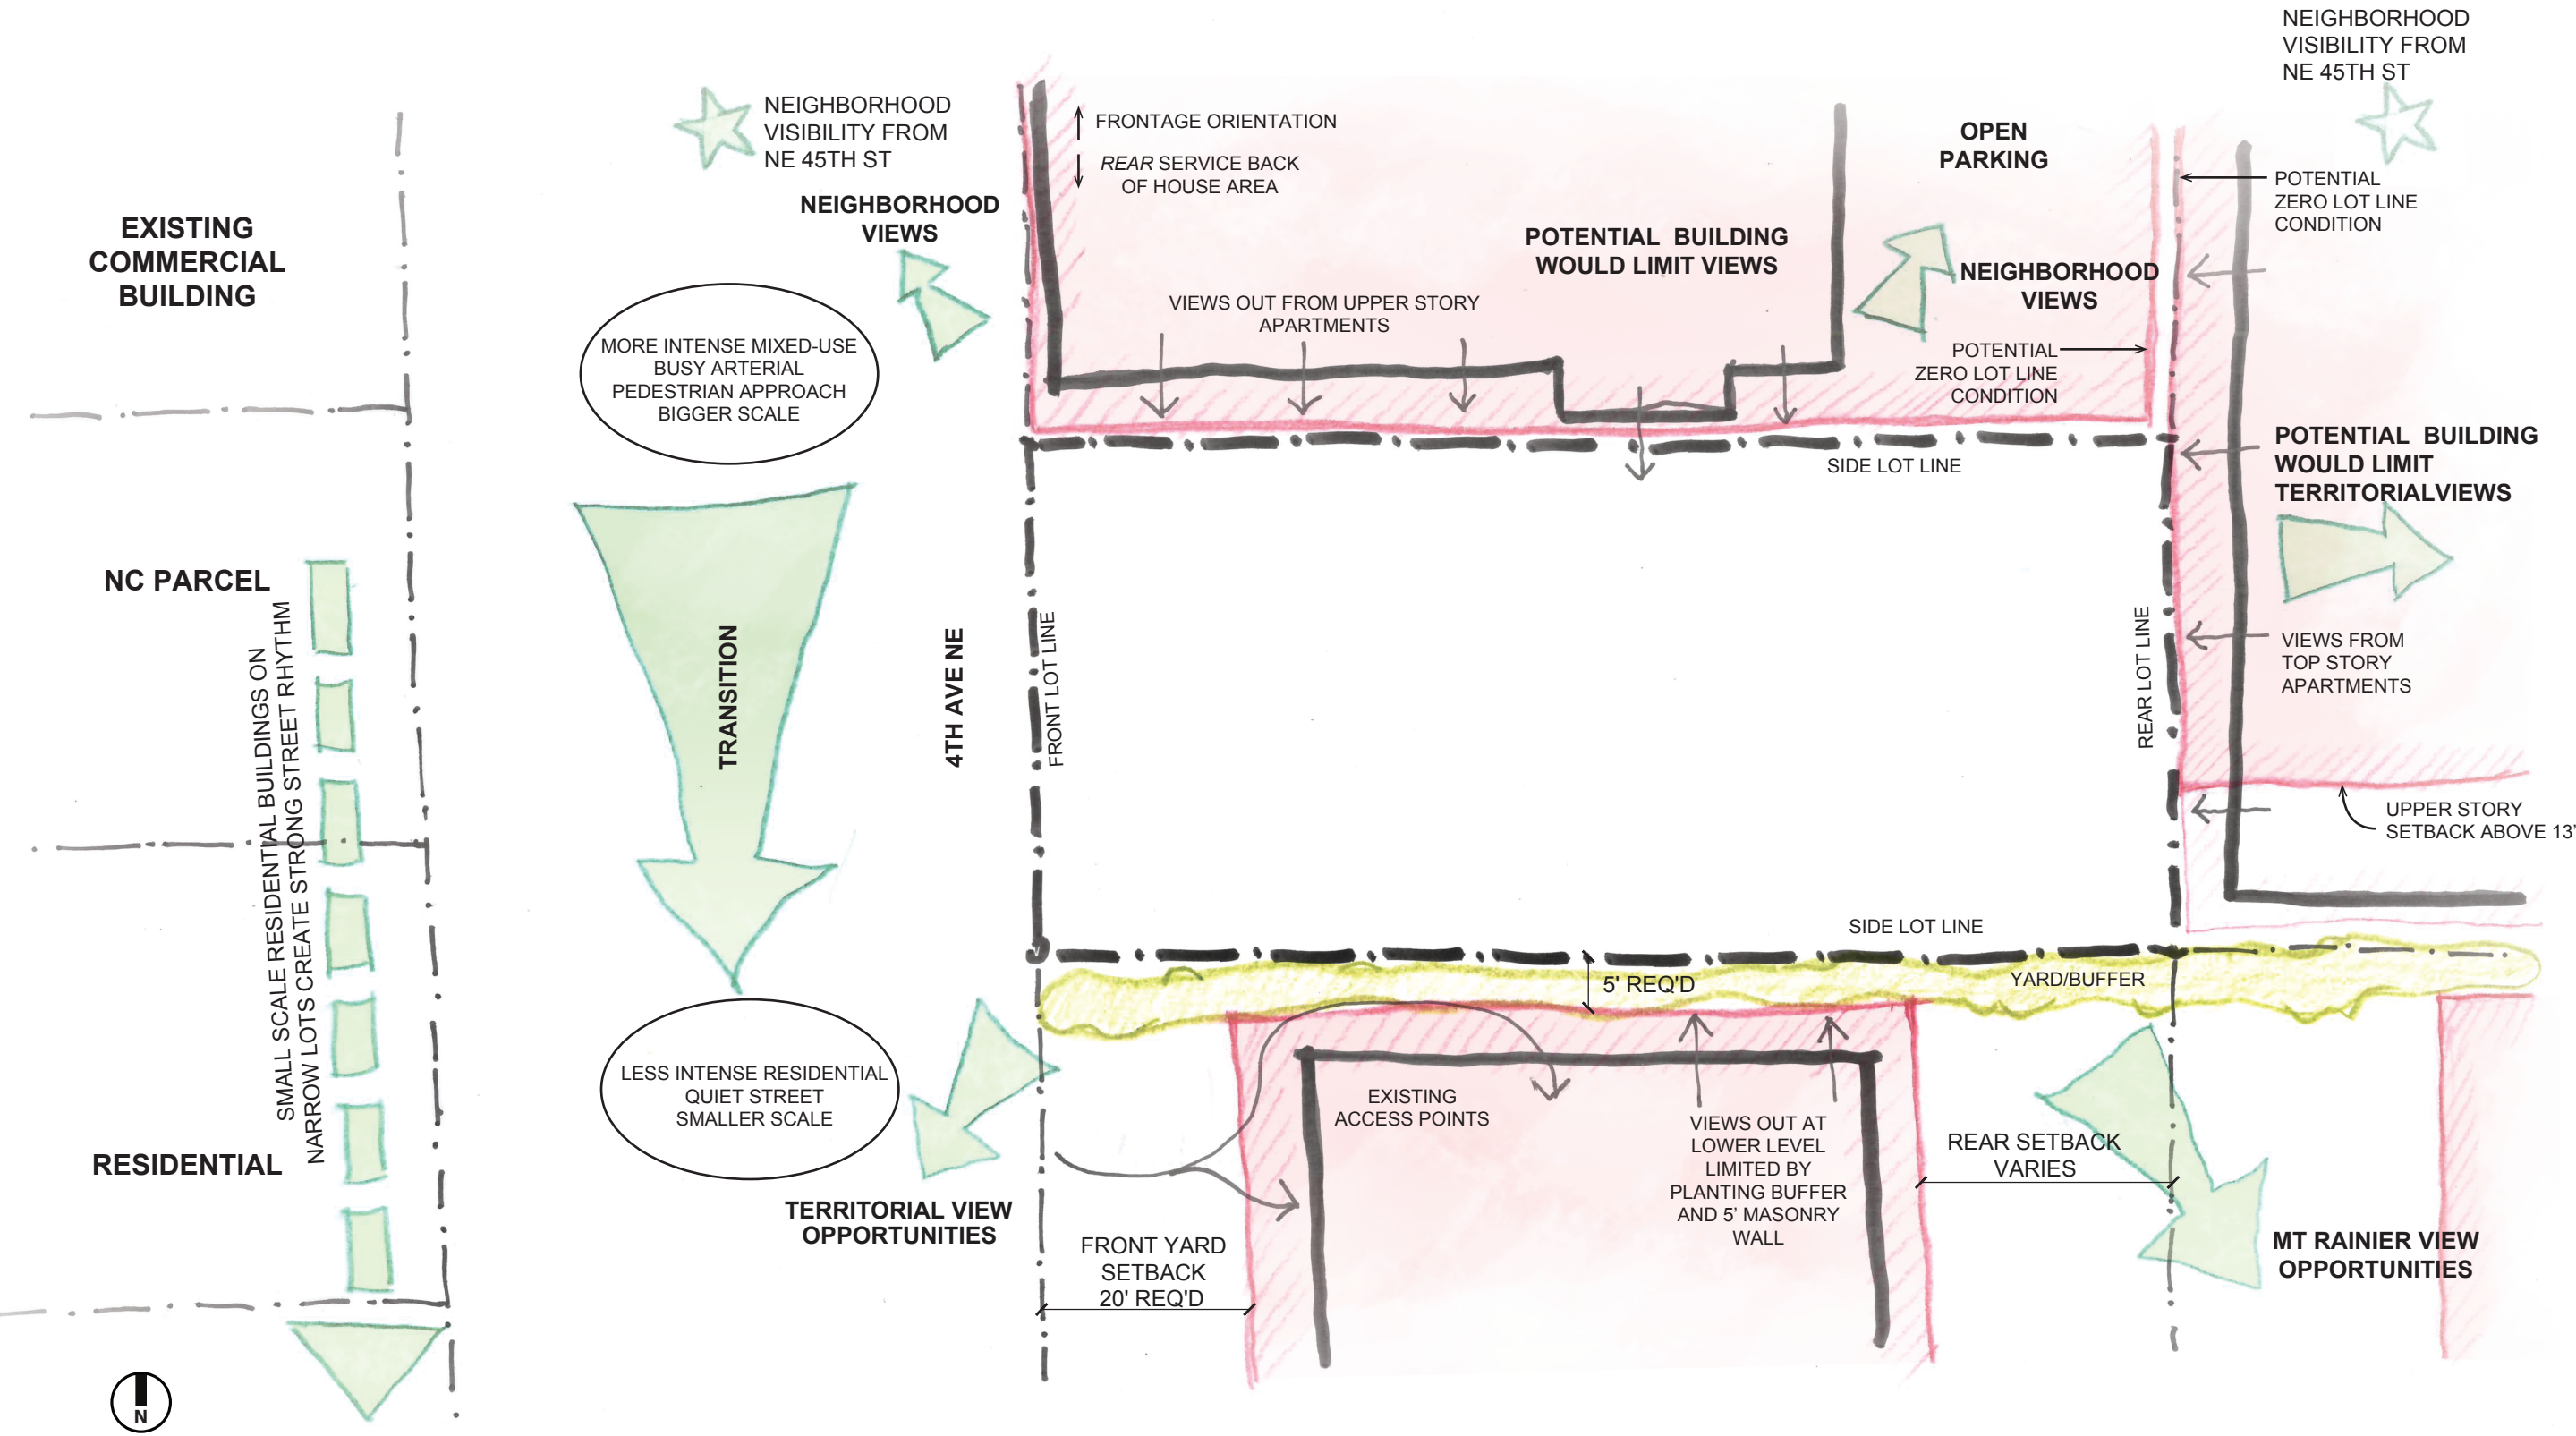 NEIGHBORHOOD
VISIBILITY FROM
NE 45TH ST
NEIGHBORHOOD
VISIBILITY FROM
NE 45TH ST
FRONTAGE ORIENTATION
REAR SERVICE BACK
OF HOUSE AREA
OPEN
PARKING
POTENTIAL
ZERO LOT LINE
CONDITION
EXISTING
COMMERCIAL
BUILDING
NEIGHBORHOOD
VIEWS
POTENTIAL BUILDING
WOULD LIMIT VIEWS
NEIGHBORHOOD
VIEWS
VIEWS OUT FROM UPPER STORY
APARTMENTS
MORE INTENSE MIXED-USE
BUSY ARTERIAL
PEDESTRIAN APPROACH
BIGGER SCALE
POTENTIAL
ZERO LOT LINE
CONDITION
SIDE LOT LINE
POTENTIAL BUILDING
WOULD LIMIT
TERRITORIALVIEWS
NC PARCEL
SMALL SCALE RESIDENTIAL BUILDINGS ON
NARROW LOTS CREATE STRONG STREET RHYTHM
TRANSITION
4TH AVE NE
FRONT LOT LINE
REAR LOT LINE
VIEWS FROM
TOP STORY
APARTMENTS
UPPER STORY
SETBACK ABOVE 13'
SIDE LOT LINE
5' REQ'D
YARD/BUFFER
LESS INTENSE RESIDENTIAL
QUIET STREET
SMALLER SCALE
EXISTING
ACCESS POINTS
VIEWS OUT AT
LOWER LEVEL
LIMITED BY
PLANTING BUFFER
AND 5’ MASONRY
WALL
REAR SETBACK
VARIES
RESIDENTIAL
TERRITORIAL VIEW
OPPORTUNITIES
FRONT YARD
SETBACK
20' REQ'D
MT RAINIER VIEW
OPPORTUNITIES
N